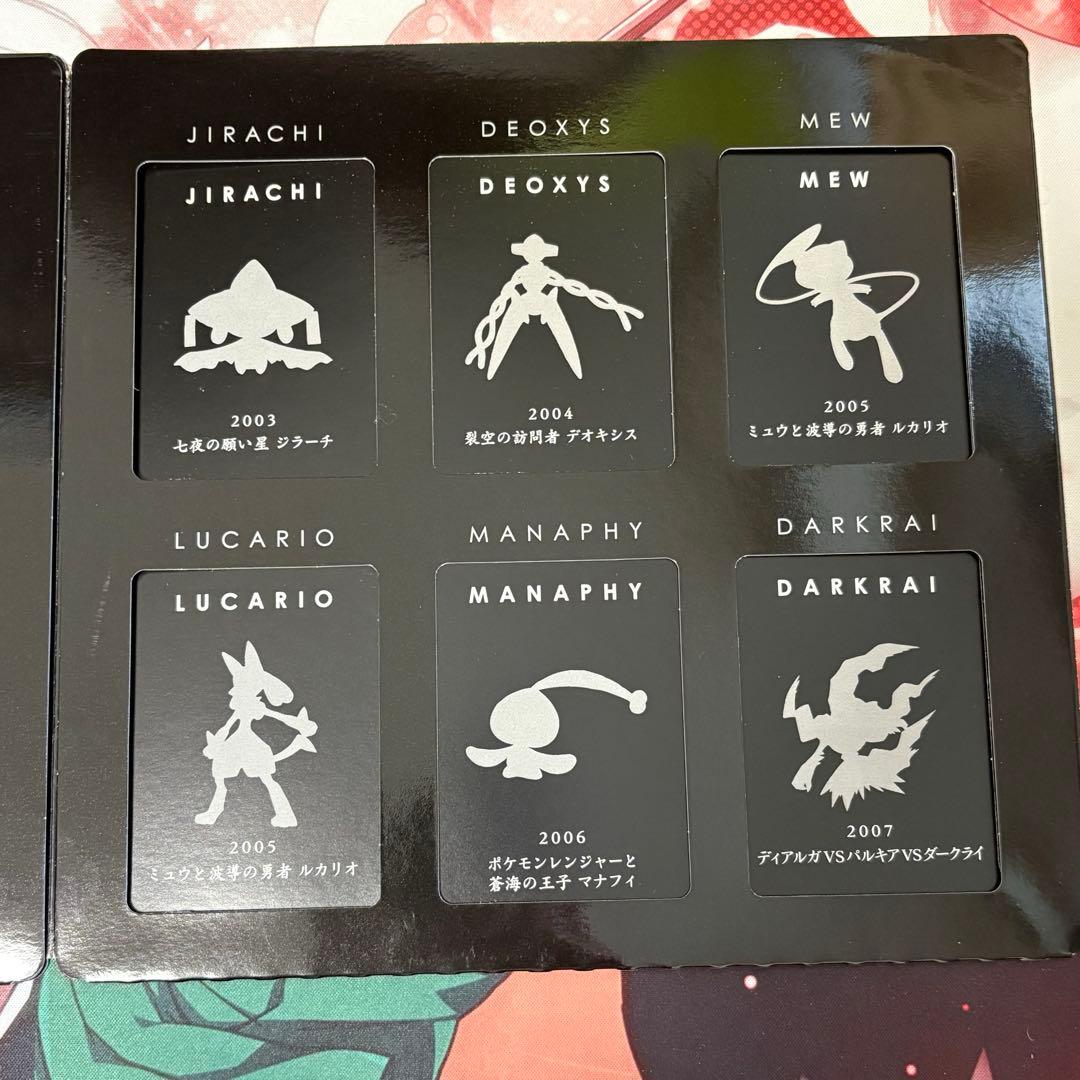 JIRACHI
JIRACHI
2003
七夜の願い星 ジラーチ
DEOXYS
DEOXYS
2004
裂空の訪問者 デオキシス
MEW
MEW
2005
ミュウと波導の勇者 ルカリオ
LUCARIO
LUCARIO
2005
ミュウと波導の勇者 ルカリオ
MANAPHY
MANAPHY
2006
ポケモンレンジャーと
蒼海の王子 マナフィ
DARKRAI
DARKRAI
2007
ディアルガVSパルキアVSダークライ